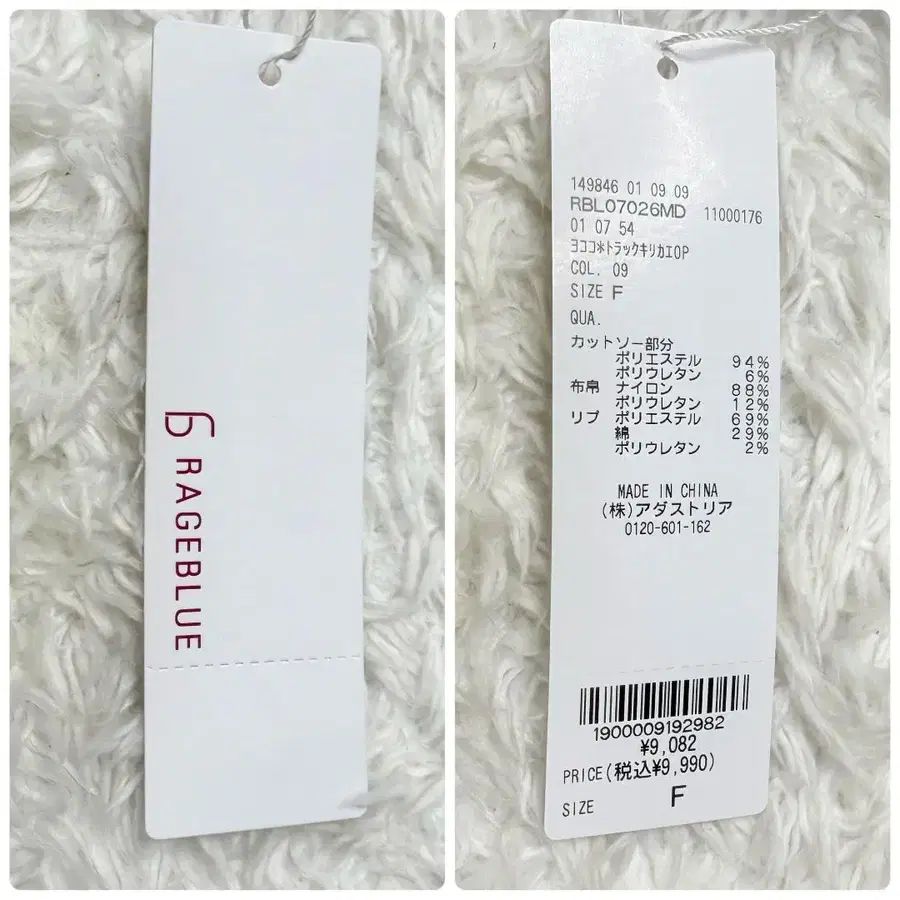 RAGEBLUE
149846 01 09 09
RBL07026MD 11000176
01 07 54
ヨココ*トラックキリカエOP
COL. 09
SIZE F
QUA.
カットソー部分
ポリエステル 94%
ポリウレタン 6%
布帛 ナイロン 88%
ポリウレタン 12%
リブ ポリエステル 69%
綿 29%
ポリウレタン 2%
MADE IN CHINA
(株)アダストリア
0120-601-162
1900009192982
¥9,082
PRICE(税込¥9,990)
SIZE F